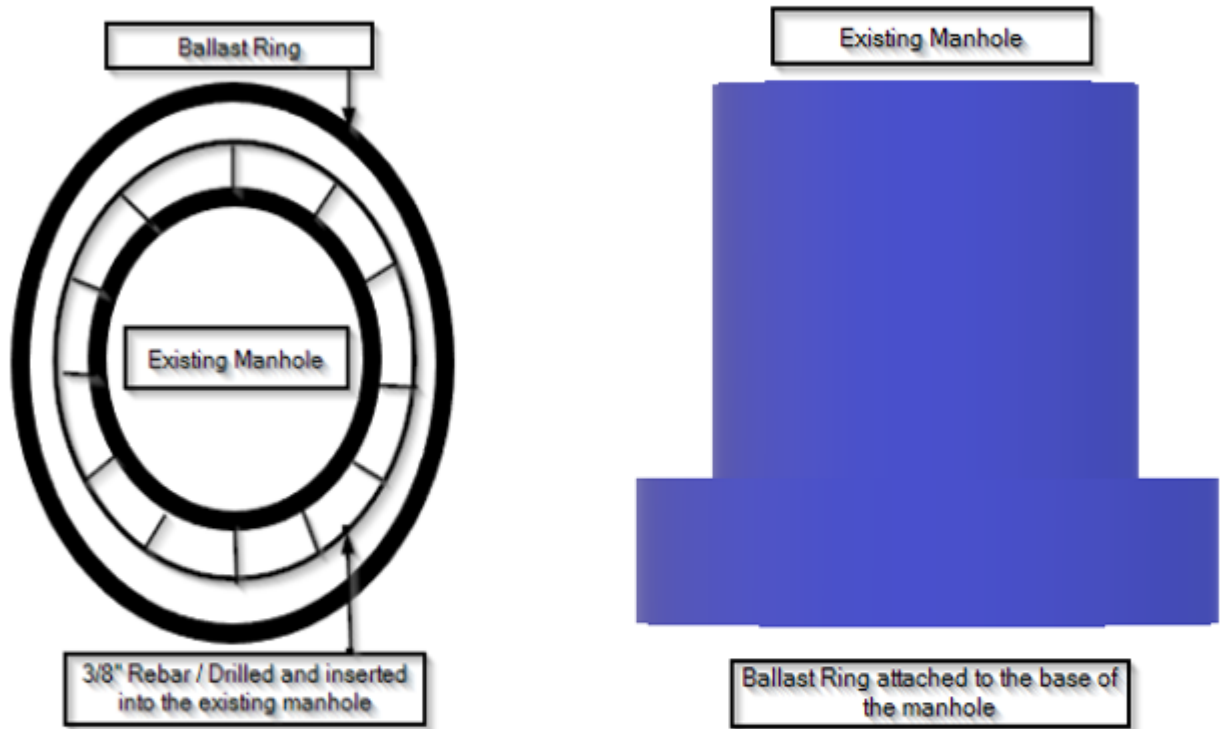 Ballast Ring
Existing Manhole
Existing Manhole
3/8" Rebar / Drilled and inserted
into the existing manhole
Ballast Ring attached to the base of
the manhole